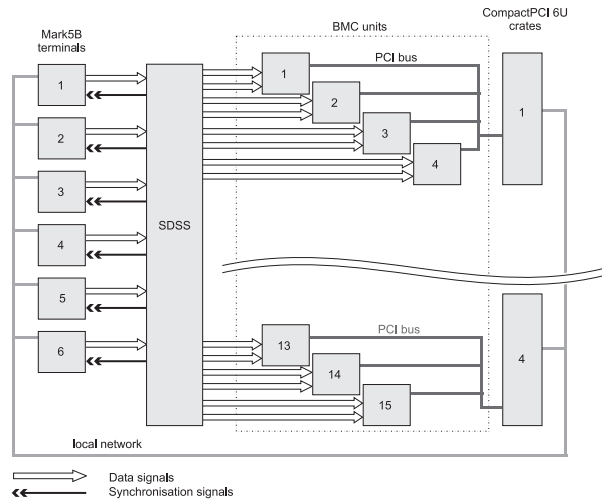 CompactPCI 6U
crates
Mark5B
terminals
BMC units
PCI bus
1
1
2
2
3
1
3
4
4
SDSS
5
PCI bus
6
13
4
14
15
local network
Data signals
Synchronisation signals